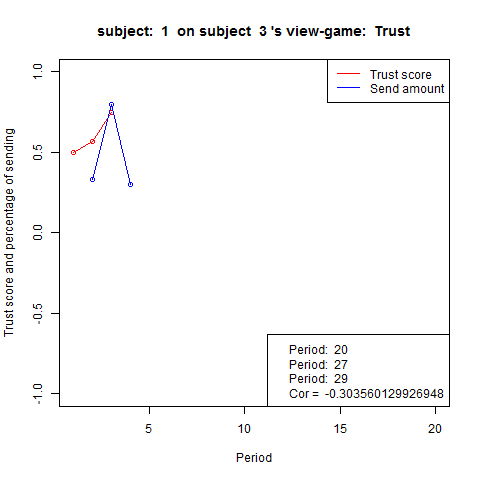 subject:  1  on subject  3 's view-game:  Trust
Trust score
Send amount
Trust score and percentage of sending
1.0
0.5
0.0
-0.5
-1.0
Period:  20
Period:  27
Period:  29
Cor =  -0.303560129926948
5 10 15 20
Period